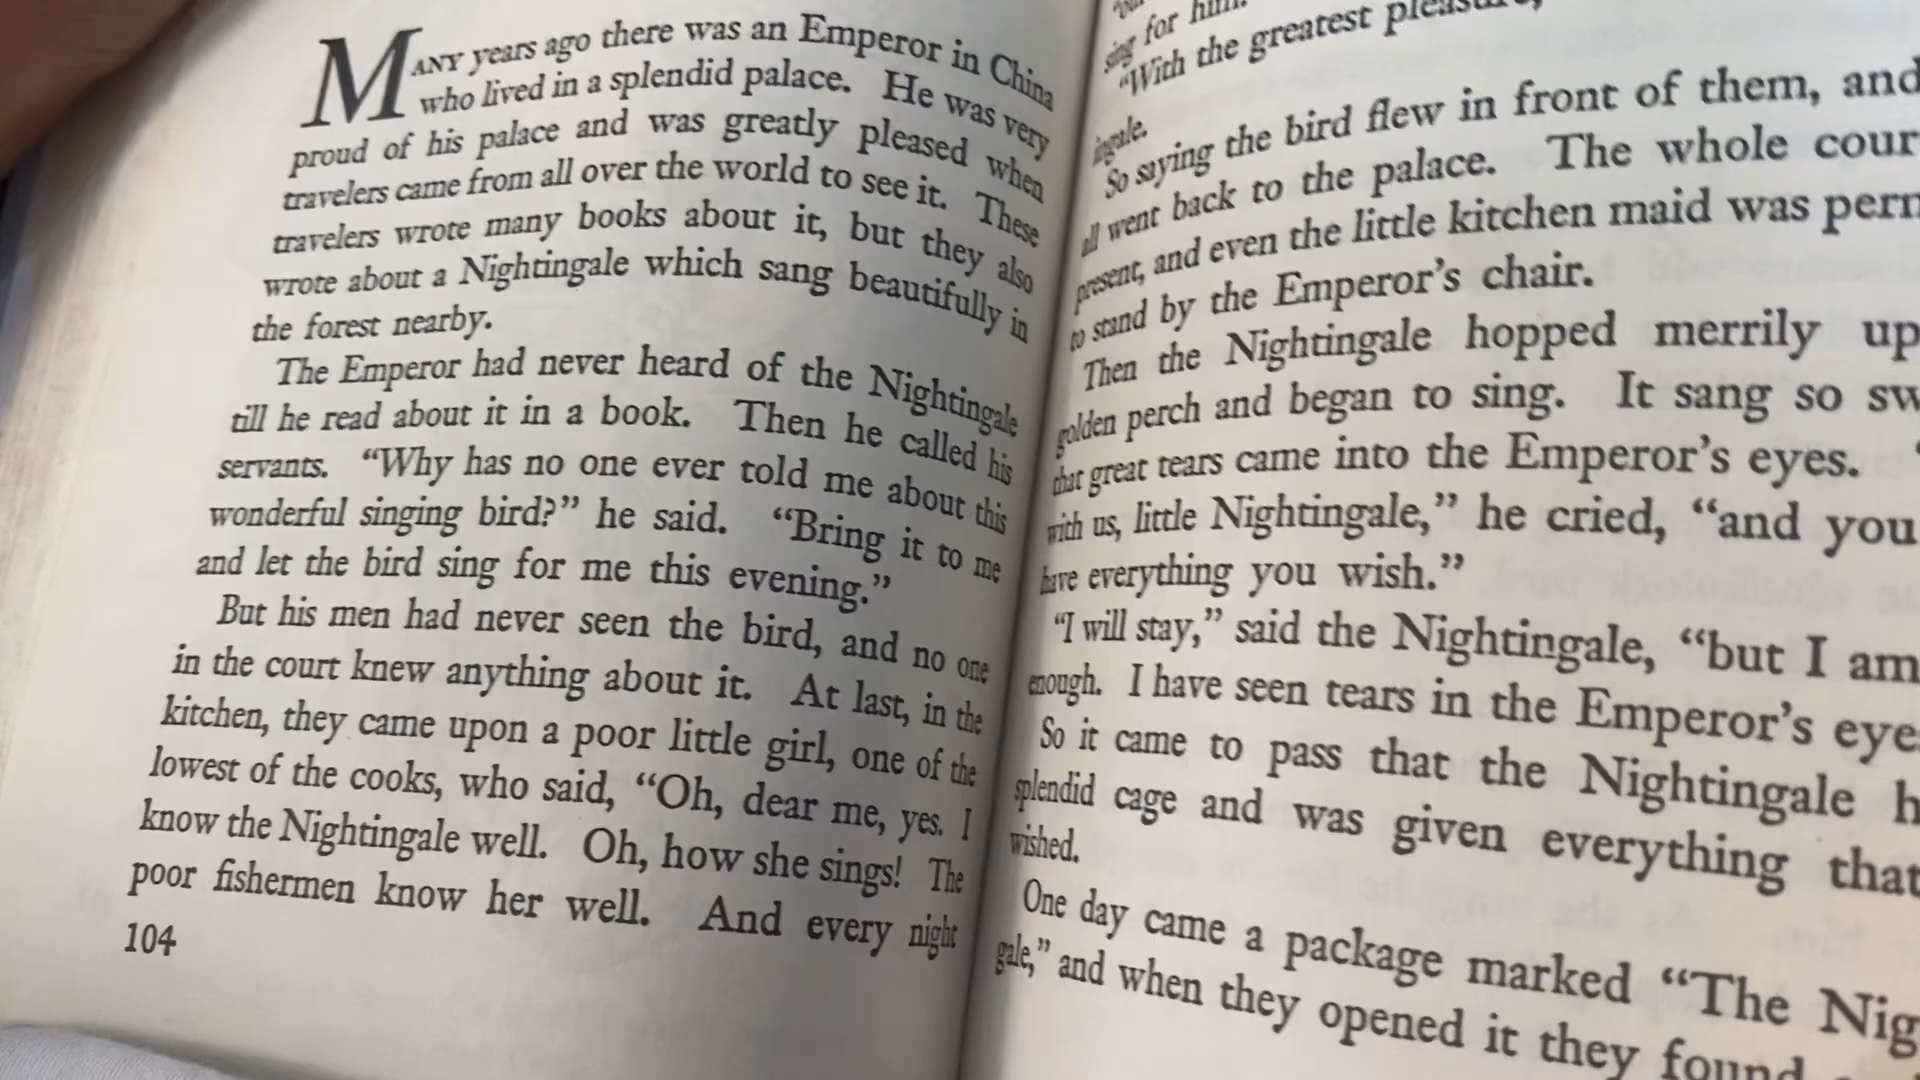 MANY years ago there was an Emperor in China
who lived in a splendid palace. He was very
proud of his palace and was greatly pleased when
travelers came from all over the world to see it. These
travelers wrote many books about it, but they also
wrote about a Nightingale which sang beautifully in
the forest nearby.
The Emperor had never heard of the Nightingale
till he read about it in a book. Then he called his
servants. “Why has no one ever told me about this
wonderful singing bird?” he said. “Bring it to me
and let the bird sing for me this evening.”
But his men had never seen the bird, and no one
in the court knew anything about it. At last, in the
kitchen, they came upon a poor little girl, one of the
lowest of the cooks, who said, “Oh, dear me, yes. I
know the Nightingale well. Oh, how she sings! The
poor fishermen know her well. And every night
104
sing for him.
“With the greatest pleasure,
ingale.
So saying the bird flew in front of them, and
all went back to the palace. The whole cour
present, and even the little kitchen maid was perm
to stand by the Emperor’s chair.
Then the Nightingale hopped merrily up
golden perch and began to sing. It sang so sw
that great tears came into the Emperor’s eyes.
with us, little Nightingale,” he cried, “and you
have everything you wish.”
“I will stay,” said the Nightingale, “but I am
enough. I have seen tears in the Emperor’s eye
So it came to pass that the Nightingale h
splendid cage and was given everything that
wished.
One day came a package marked “The Nig
gale,” and when they opened it they found